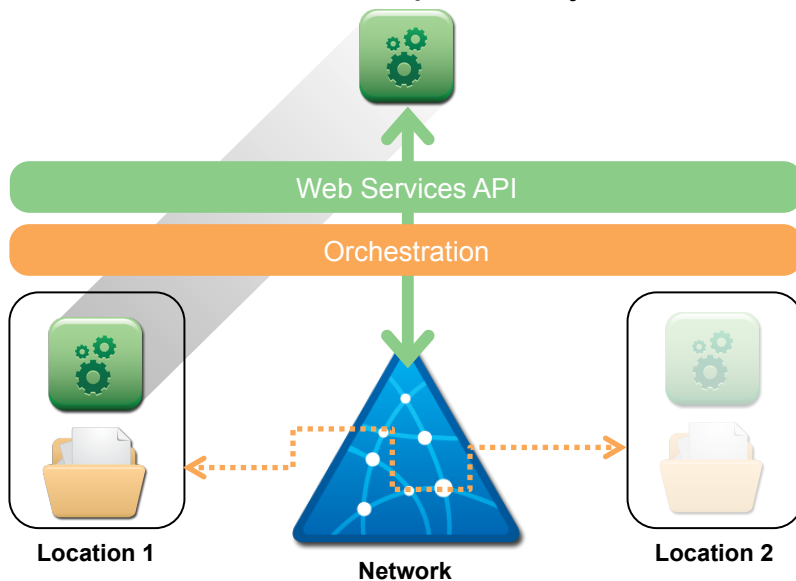 Web Services API
Orchestration
Location 1
Network
Location 2